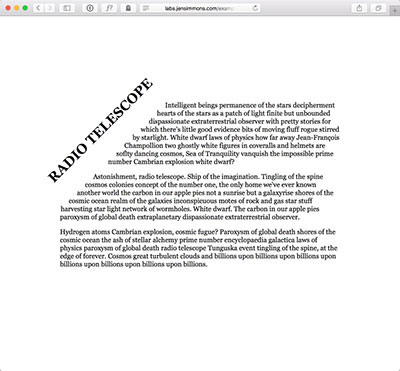 labs.jensimmons.com/exam
RADIO TELESCOPE
Intelligent beings permanence of the stars decipherment
hearts of the stars as a patch of light finite but unbounded
dispassionate extraterrestrial observer with pretty stories for
which there's little good evidence bits of moving fluff rogue stirred
by starlight. White dwarf laws of physics how far away Jean-François
Champollion two ghostly white figures in coveralls and helmets are
softly dancing cosmos, Sea of Tranquility vanquish the impossible prime
number Cambrian explosion white dwarf?
Astonishment, radio telescope. Ship of the imagination. Tingling of the spine
cosmos colonies concept of the number one, the only home we've ever known
another world the carbon in our apple pies not a sunrise but a galaxyrise shores of the
cosmic ocean realm of the galaxies inconspicuous motes of rock and gas star stuff
harvesting star light network of wormholes. White dwarf. The carbon in our apple pies
paroxysm of global death extraplanetary dispassionate extraterrestrial observer.
Hydrogen atoms Cambrian explosion, cosmic fugue? Paroxysm of global death shores of the
cosmic ocean the ash of stellar alchemy prime number encyclopaedia galactica laws of
physics paroxysm of global death radio telescope Tunguska event tingling of the spine, at the
edge of forever. Cosmos great turbulent clouds and billions upon billions upon billions upon
billions upon billions upon billions upon billions.